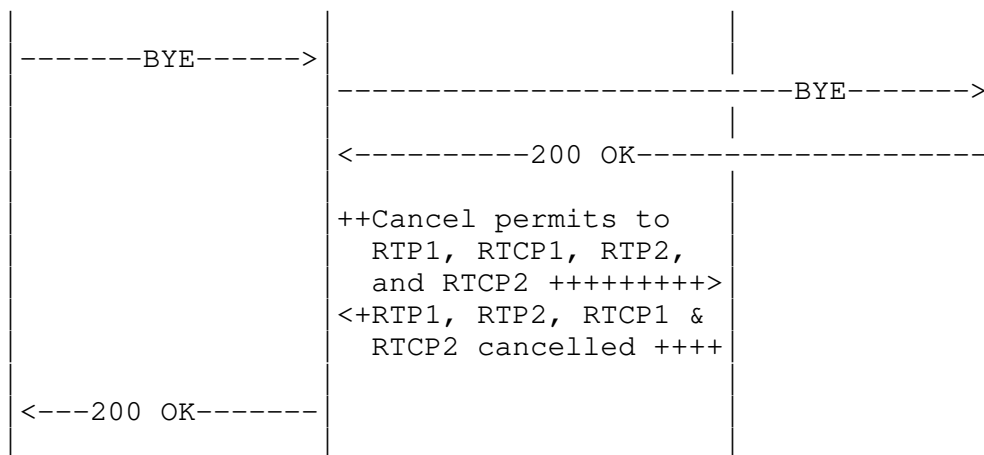 |-------BYE------>|
|--------------------------BYE------->
|<----------200 OK--------------------
|++Cancel permits to
RTP1, RTCP1, RTP2,
and RTCP2 +++++++++>|
|<+RTP1, RTP2, RTCP1 &
RTCP2 cancelled ++++|
|<---200 OK-------|